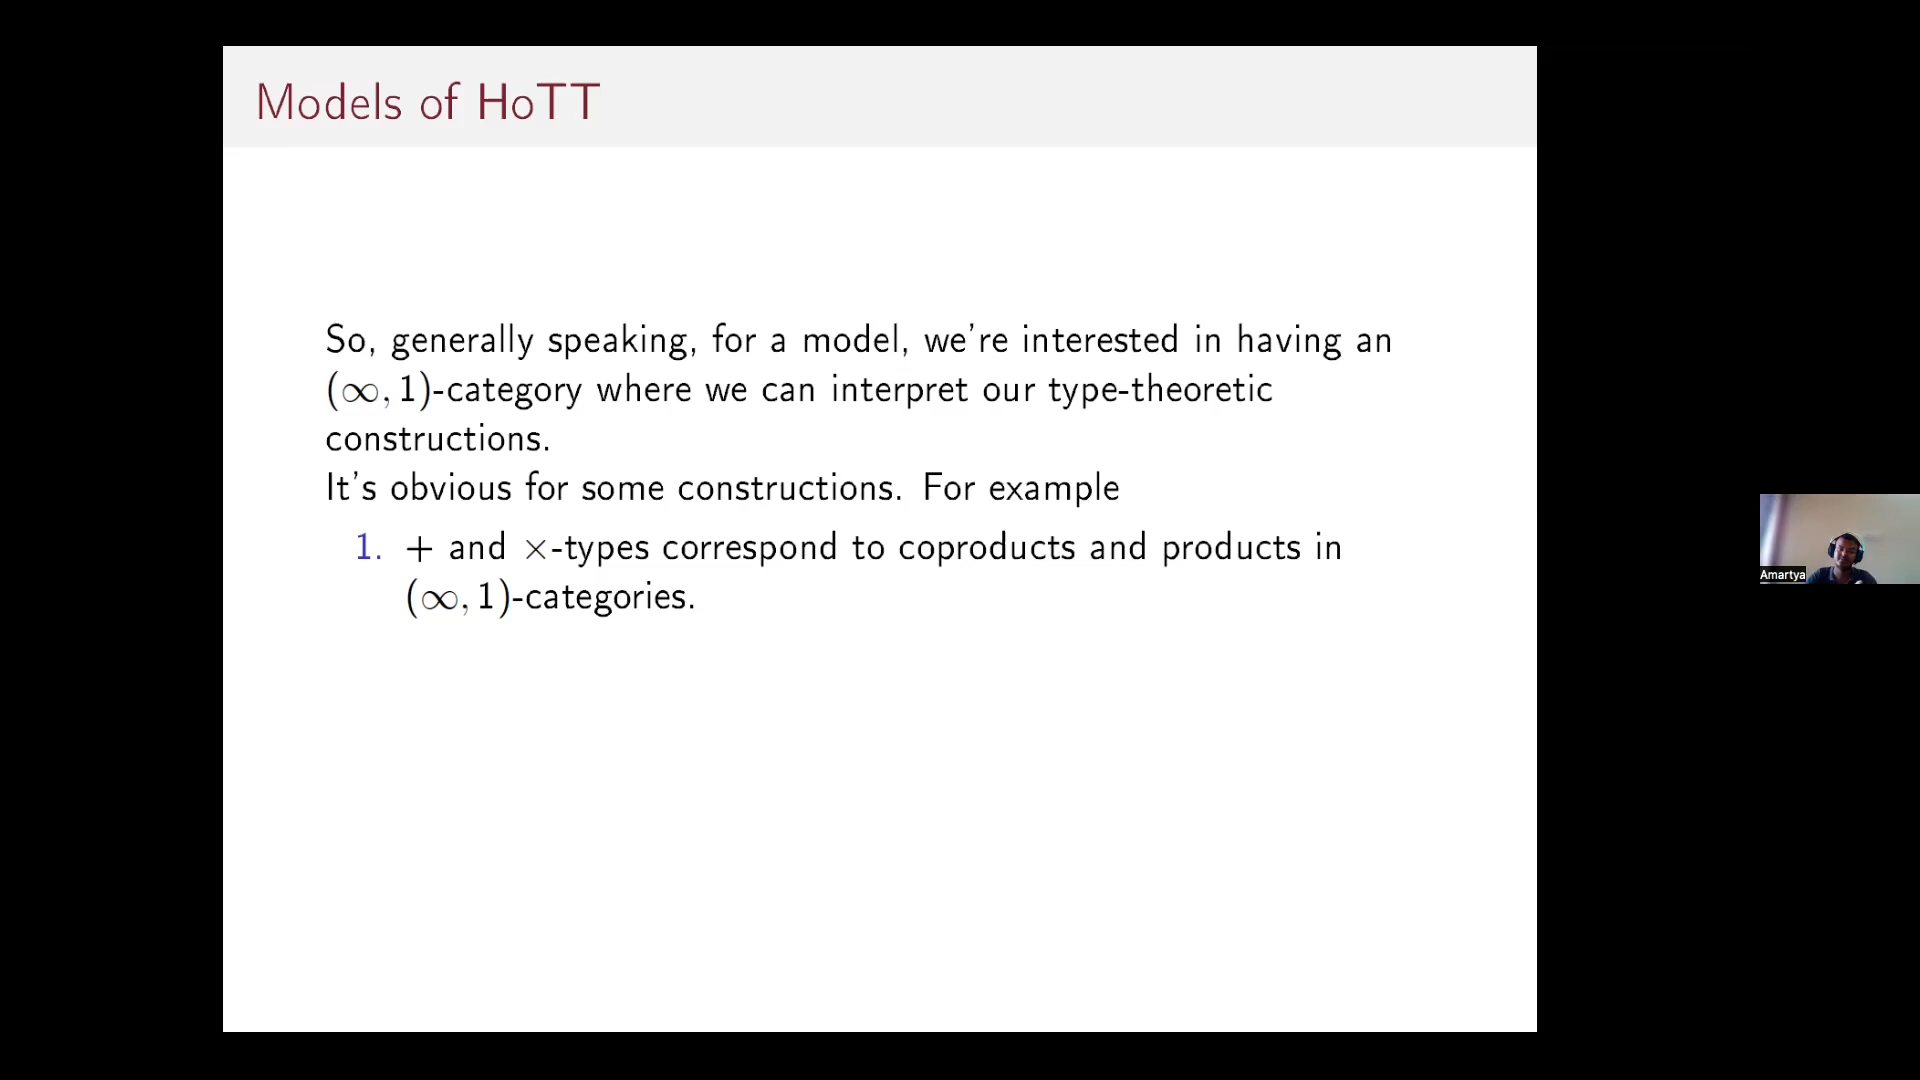 Models of HoTT
So, generally speaking, for a model, we're interested in having an
(∞, 1)-category where we can interpret our type-theoretic
constructions.
It's obvious for some constructions. For example
1. + and ×-types correspond to coproducts and products in
(∞, 1)-categories.
Amartya